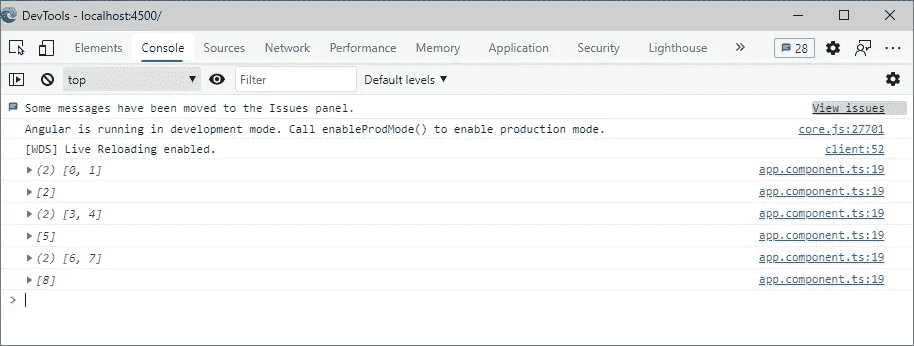 DevTools - localhost:4500/
Elements Console Sources Network Performance Memory Application Security Lighthouse » 28
top ▼ Filter Default levels ▼
Some messages have been moved to the Issues panel. View issues
Angular is running in development mode. Call enableProdMode() to enable production mode. core.js:27701
[WDS] Live Reloading enabled. client:52
(2) [0, 1] app.component.ts:19
[2] app.component.ts:19
(2) [3, 4] app.component.ts:19
[5] app.component.ts:19
(2) [6, 7] app.component.ts:19
[8] app.component.ts:19
>